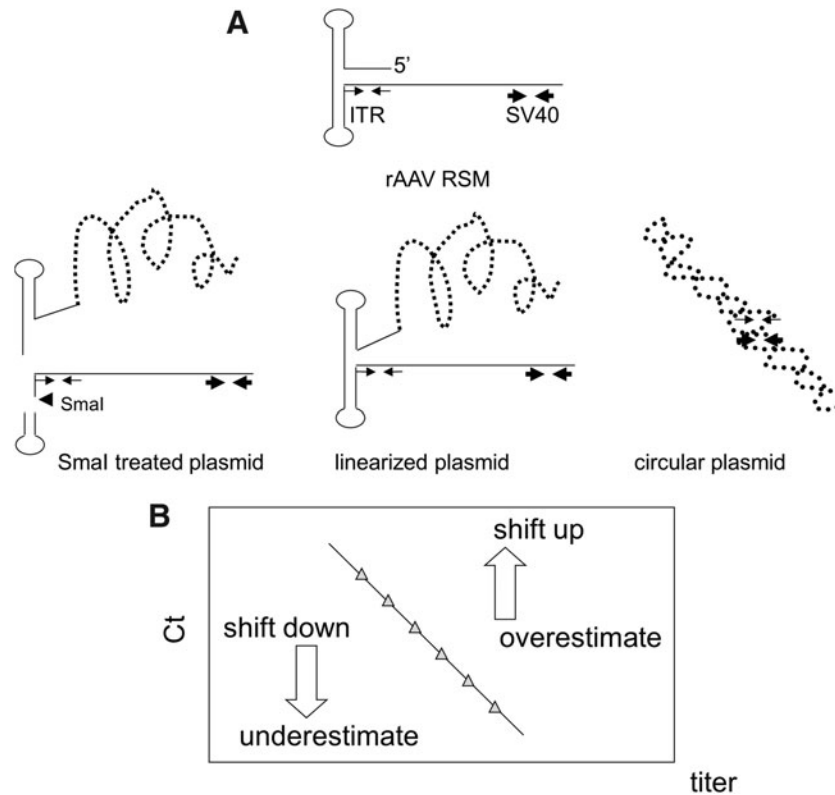 A
5’
ITR
SV40
rAAV RSM
SmaI
SmaI treated plasmid
linearized plasmid
circular plasmid
B
shift up
Ct
shift down
overestimate
underestimate
titer